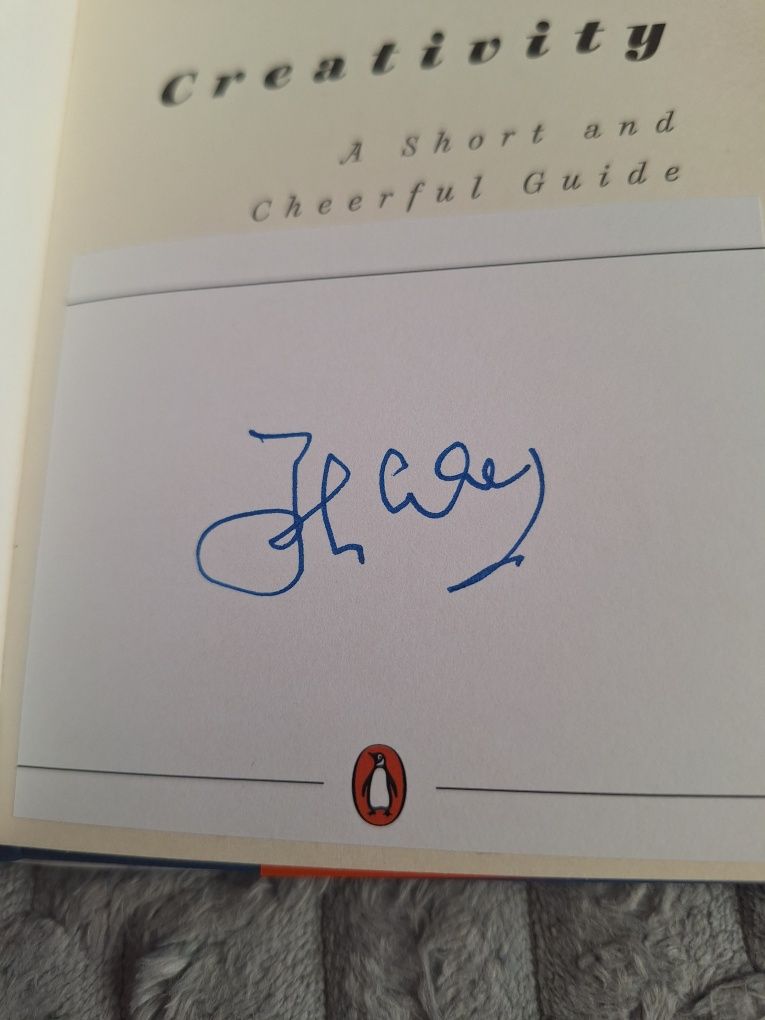 Creativity
A Short and
Cheerful Guide